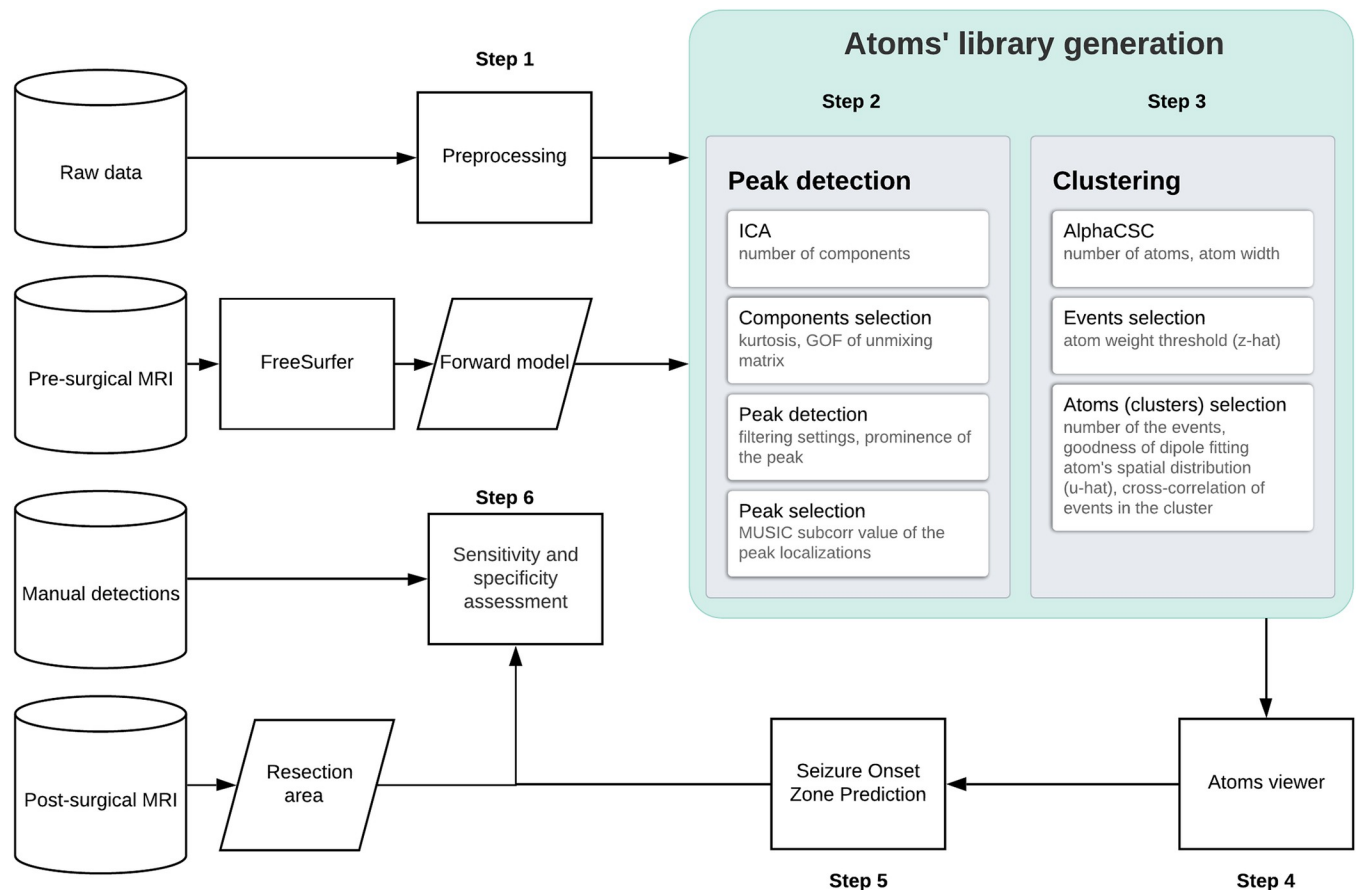 Atoms' library generation
Step 1
Step 2
Step 3
Raw data
Preprocessing
Peak detection
ICA
number of components
Components selection
kurtosis, GOF of unmixing
matrix
Peak detection
filtering settings, prominence of
the peak
Peak selection
MUSIC subcorr value of the
peak localizations
Clustering
AlphaCSC
number of atoms, atom width
Events selection
atom weight threshold (z-hat)
Atoms (clusters) selection
number of the events,
goodness of dipole fitting
atom's spatial distribution
(u-hat), cross-correlation of
events in the cluster
Pre-surgical MRI
FreeSurfer
Forward model
Step 6
Manual detections
Sensitivity and
specificity
assessment
Post-surgical MRI
Resection
area
Seizure Onset
Zone Prediction
Atoms viewer
Step 5
Step 4